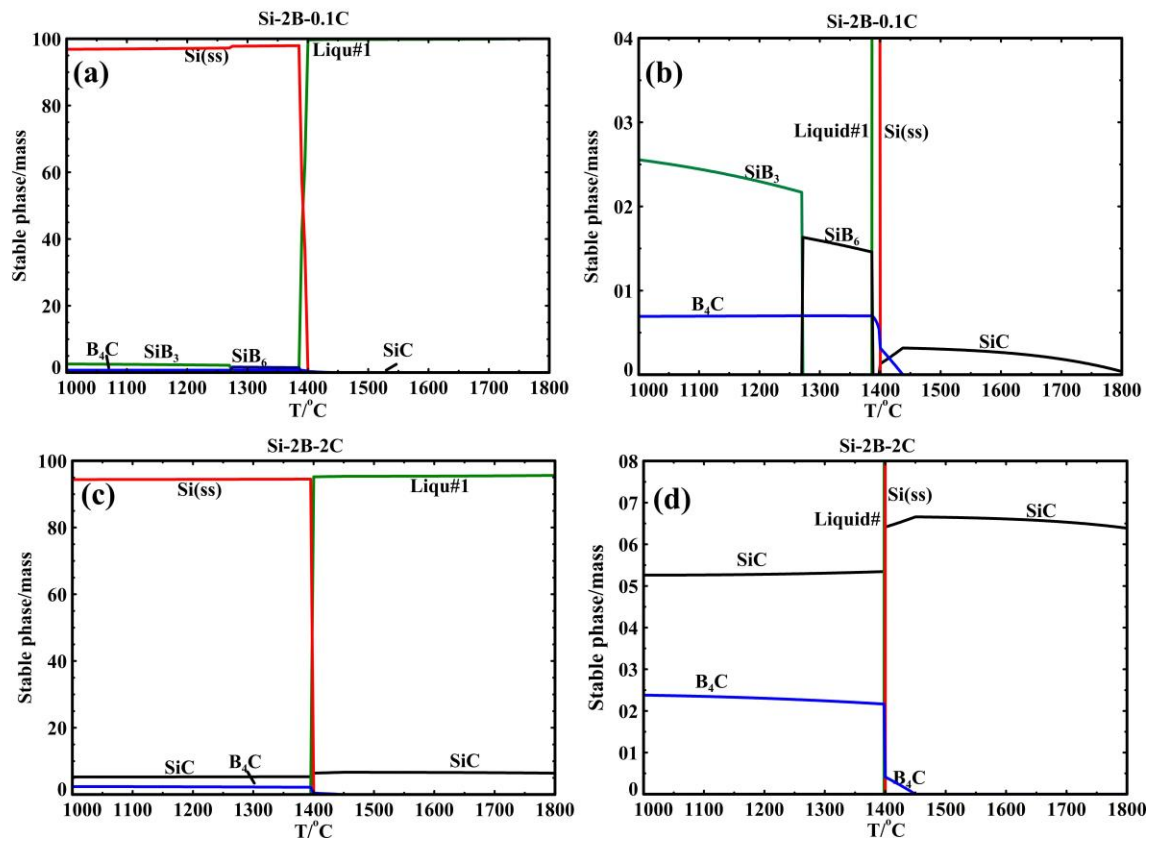 Si-2B-0.1C
(a)
Stable phase/mass
100
80
60
40
20
0
Si(ss)
Liqu#1
B₄C
SiB₃
SiB₆
SiC
1000 1100 1200 1300 1400 1500 1600 1700 1800
T/°C
Si-2B-0.1C
(b)
Stable phase/mass
04
03
02
01
0
Liquid#1
Si(ss)
SiB₃
SiB₆
B₄C
SiC
1000 1100 1200 1300 1400 1500 1600 1700 1800
T/°C
Si-2B-2C
(c)
Stable phase/mass
100
80
60
40
20
0
Si(ss)
Liqu#1
SiC
B₄C
SiC
1000 1100 1200 1300 1400 1500 1600 1700 1800
T/°C
Si-2B-2C
(d)
Stable phase/mass
08
07
06
05
04
03
02
01
0
Si(ss)
Liquid#
SiC
SiC
B₄C
B₄C
1000 1100 1200 1300 1400 1500 1600 1700 1800
T/°C